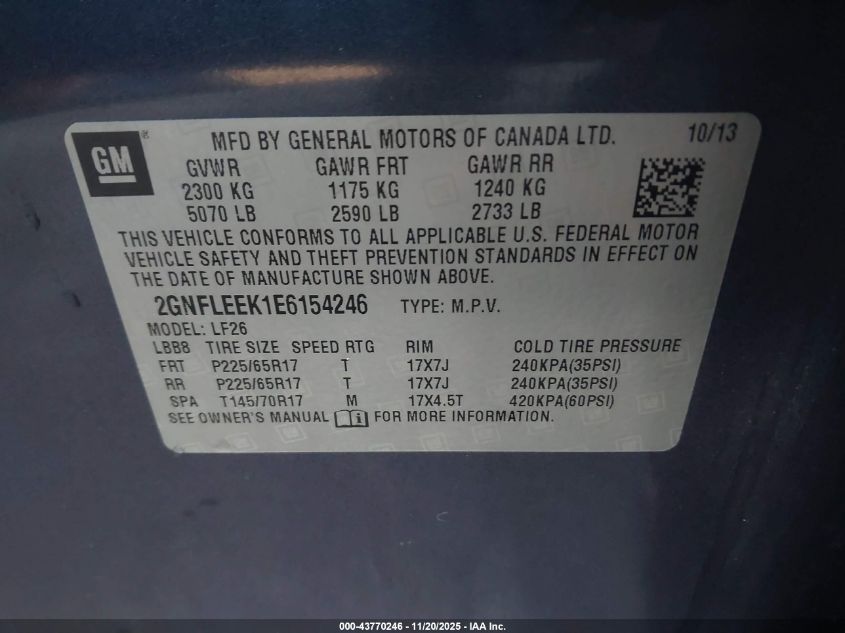 GM ® MFD BY GENERAL MOTORS OF CANADA LTD. 10/13
GVWR GAWR FRT GAWR RR
2300 KG 1175 KG 1240 KG
5070 LB 2590 LB 2733 LB
THIS VEHICLE CONFORMS TO ALL APPLICABLE U.S. FEDERAL MOTOR
VEHICLE SAFETY AND THEFT PREVENTION STANDARDS IN EFFECT ON
THE DATE OF MANUFACTURE SHOWN ABOVE.
2GNFLEEK1E6154246 TYPE: M.P.V.
MODEL: LF26
LBB8 TIRE SIZE SPEED RTG RIM COLD TIRE PRESSURE
FRT P225/65R17 T 17X7J 240KPA(35PSI)
RR P225/65R17 T 17X7J 240KPA(35PSI)
SPA T145/70R17 M 17X4.5T 420KPA(60PSI)
SEE OWNER'S MANUAL FOR MORE INFORMATION.
000-43770246 - 11/20/2025 - IAA Inc.